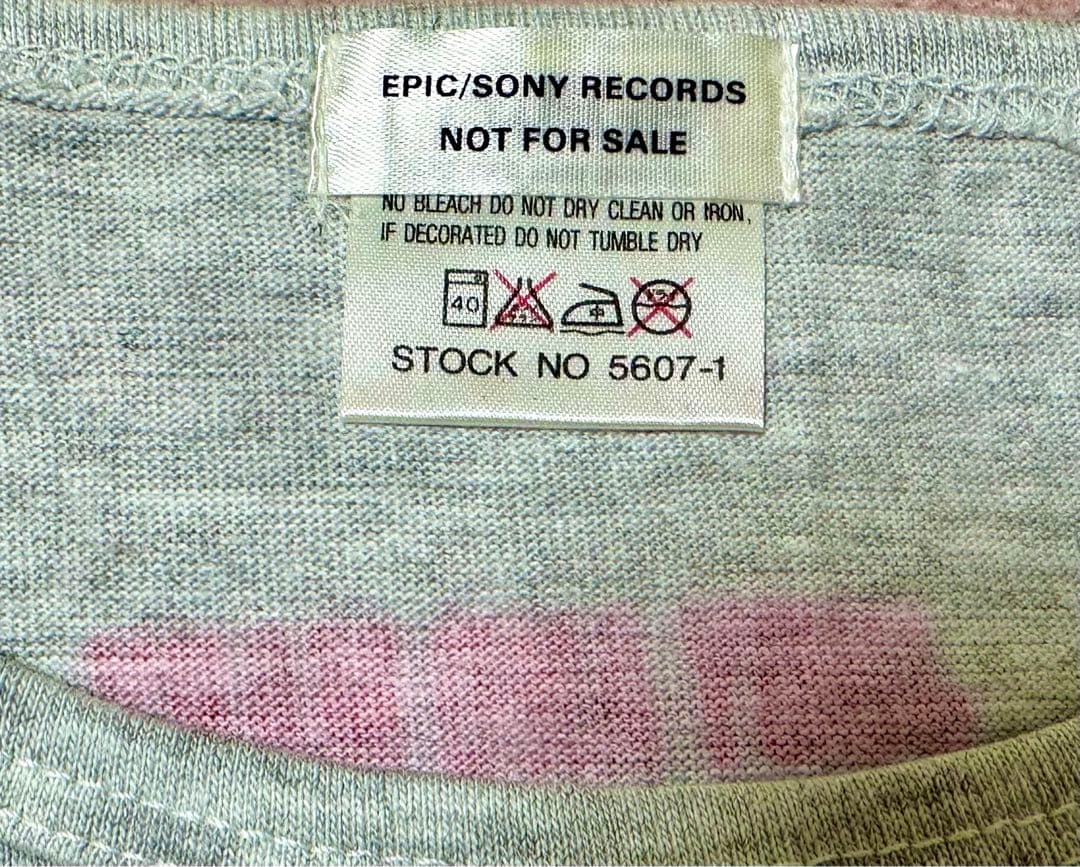 EPIC/SONY RECORDS
NOT FOR SALE
NO BLEACH DO NOT DRY CLEAN OR IRON,
IF DECORATED DO NOT TUMBLE DRY
40
STOCK NO 5607-1